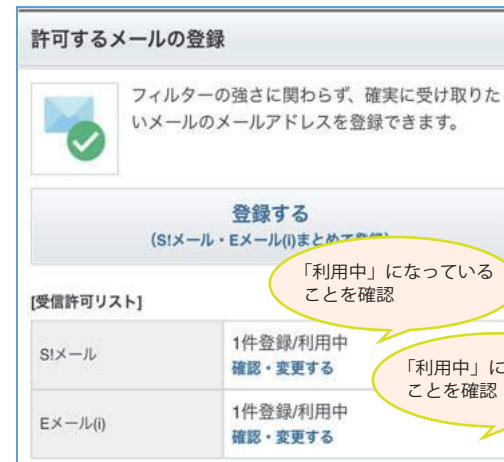 許可するメールの登録
フィルターの強さに関わらず、確実に受け取りた
いメールのメールアドレスを登録できます。
登録する
(S!メール・Eメール(i)まとめて
「利用中」になっている
ことを確認
[受信許可リスト]
S!メール
1件登録/利用中
確認・変更する
「利用中」に
ことを確認
Eメール(i)
1件登録/利用中
確認・変更する